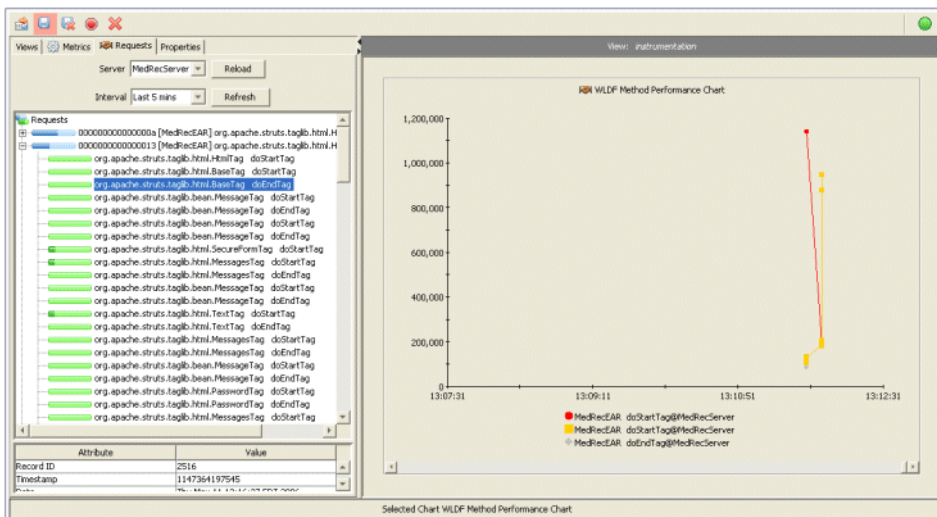 Views Metrics Requests Properties
View: instrumentation
Server MedRecServer Reload
Interval Last 5 mins Refresh
Requests
000000000000000a [MedRecEAR] org.apache.struts.taglib.html.H
0000000000000013 [MedRecEAR] org.apache.struts.taglib.html.H
org.apache.struts.taglib.html.HtmlTag doStartTag
org.apache.struts.taglib.html.BaseTag doStartTag
org.apache.struts.taglib.html.BaseTag doEndTag
org.apache.struts.taglib.bean.MessageTag doStartTag
org.apache.struts.taglib.bean.MessageTag doEndTag
org.apache.struts.taglib.bean.MessageTag doStartTag
org.apache.struts.taglib.bean.MessageTag doEndTag
org.apache.struts.taglib.html.SecureFormTag doStartTag
org.apache.struts.taglib.html.MessagesTag doStartTag
org.apache.struts.taglib.html.MessagesTag doEndTag
org.apache.struts.taglib.bean.MessageTag doStartTag
org.apache.struts.taglib.bean.MessageTag doEndTag
org.apache.struts.taglib.html.TextTag doStartTag
org.apache.struts.taglib.html.TextTag doEndTag
org.apache.struts.taglib.html.MessagesTag doStartTag
org.apache.struts.taglib.html.MessagesTag doEndTag
org.apache.struts.taglib.bean.MessageTag doStartTag
org.apache.struts.taglib.bean.MessageTag doEndTag
org.apache.struts.taglib.html.PasswordTag doStartTag
org.apache.struts.taglib.html.PasswordTag doEndTag
org.apache.struts.taglib.html.MessagesTag doStartTag
Attribute Value
Record ID 2516
Timestamp 1147364197545
WLDF Method Performance Chart
1,200,000
1,000,000
800,000
600,000
400,000
200,000
0
13:07:31 13:09:11 13:10:51 13:12:31
MedRecEAR doStartTag@MedRecServer
MedRecEAR doStartTag@MedRecServer
MedRecEAR doEndTag@MedRecServer
Selected Chart WLDF Method Performance Chart